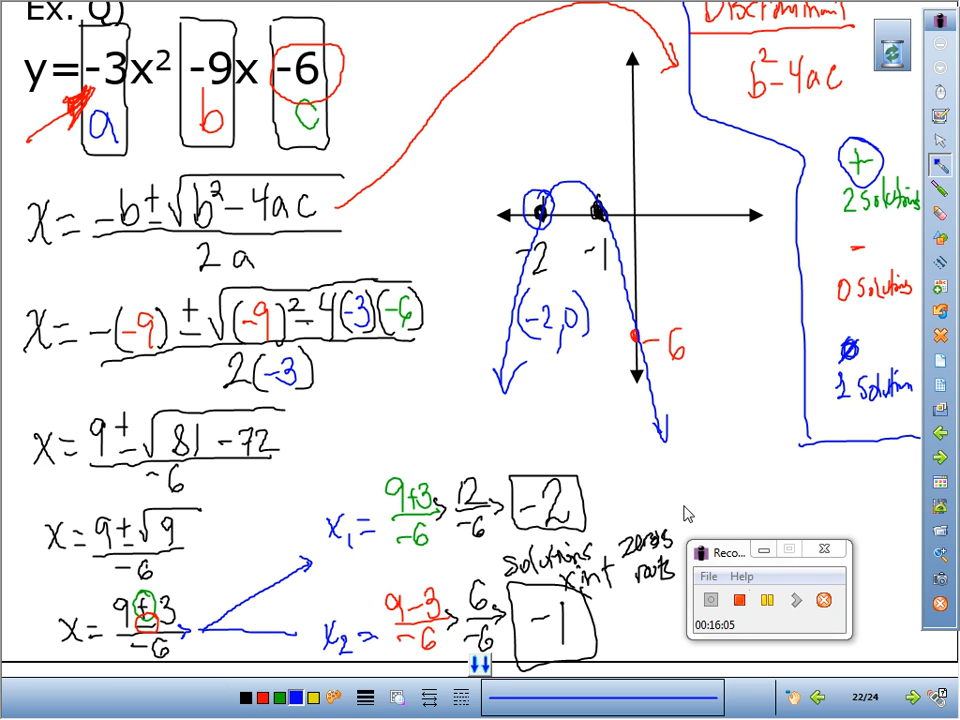 Ex. Q)
y=-3x² -9x -6
a b c
x = -b ± √b² - 4ac
2a
x = -(-9) ± √(-9)² - 4(-3)(-6)
2(-3)
x = 9 ± √81 - 72
-6
x = 9 ± √9
-6
x = 9 ± 3
-6
x₁ = 9+3 → 12 → -2
-6 -6
solutions
x int
zeros
roots
x₂ = 9-3 → 6 → -1
-6 -6
-2 -1
(-2,0)
-6
Discriminant
b² - 4ac
+
2 Solutions
-
0 Solutions
1 Solution
Reco...
File Help
00:16:05
22/24